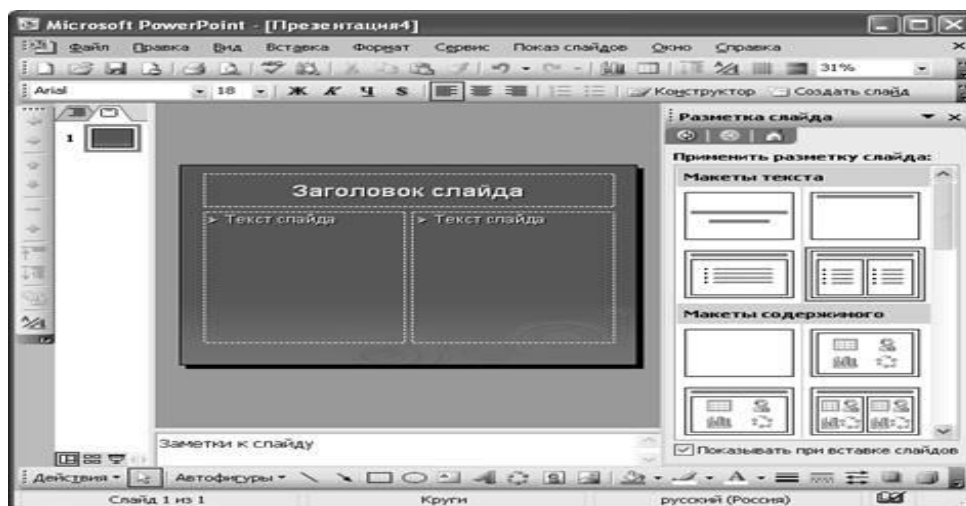 Microsoft PowerPoint - [Презентация4]
Файл Правка Вид Вставка Формат Сервис Показ слайдов Окно Справка
31%
Arial 18 Ж К Ч S Конструктор Создать слайд
Разметка слайда
1
Применить разметку слайда:
Макеты текста
Заголовок слайда
➢ Текст слайда ➢ Текст слайда
Макеты содержимого
Заметки к слайду
Показывать при вставке слайдов
Действия Автофигуры
Слайд 1 из 1 Круги русский (Россия)